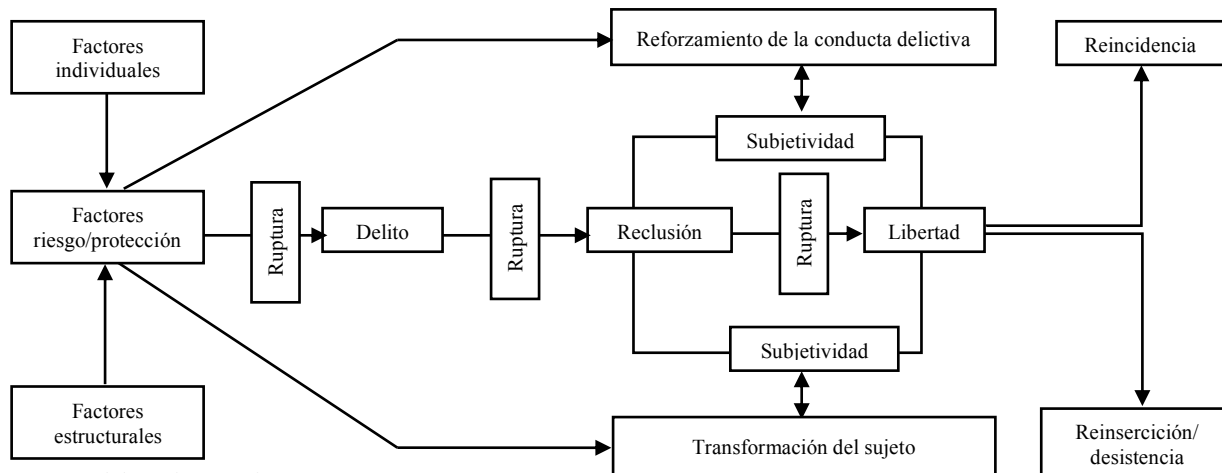 Factores
individuales
Reforzamiento de la conducta delictiva
Reincidencia
Subjetividad
Factores
riesgo/protección
Ruptura
Delito
Ruptura
Reclusión
Ruptura
Libertad
Subjetividad
Factores
estructurales
Transformación del sujeto
Reinsercición/
desistencia